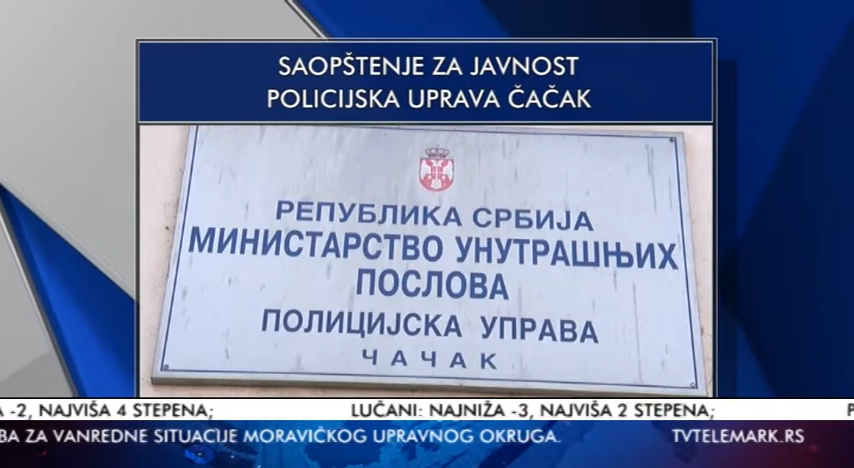 SAOPŠTENJE ZA JAVNOST
POLICIJSKA UPRAVA ČAČAK
РЕПУБЛИКА СРБИЈА
МИНИСТАРСТВО УНУТРАШЊИХ
ПОСЛОВА
ПОЛИЦИЈСКА УПРАВА
ЧАЧАК
-2, NAJVIŠA 4 STEPENA; LUČANI: NAJNIŽA -3, NAJVIŠA 2 STEPENA;
ZA VANREDNE SITUACIJE MORAVIČKOG UPRAVNOG OKRUGA. TVTELEMARK.RS